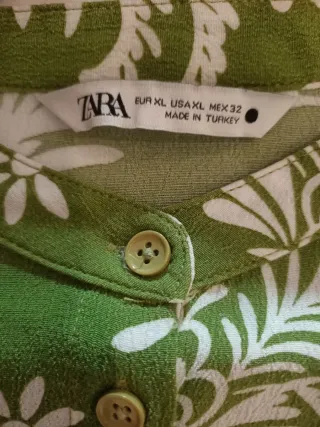 ZARA
EUR XL USA XL MEX 32
MADE IN TURKEY